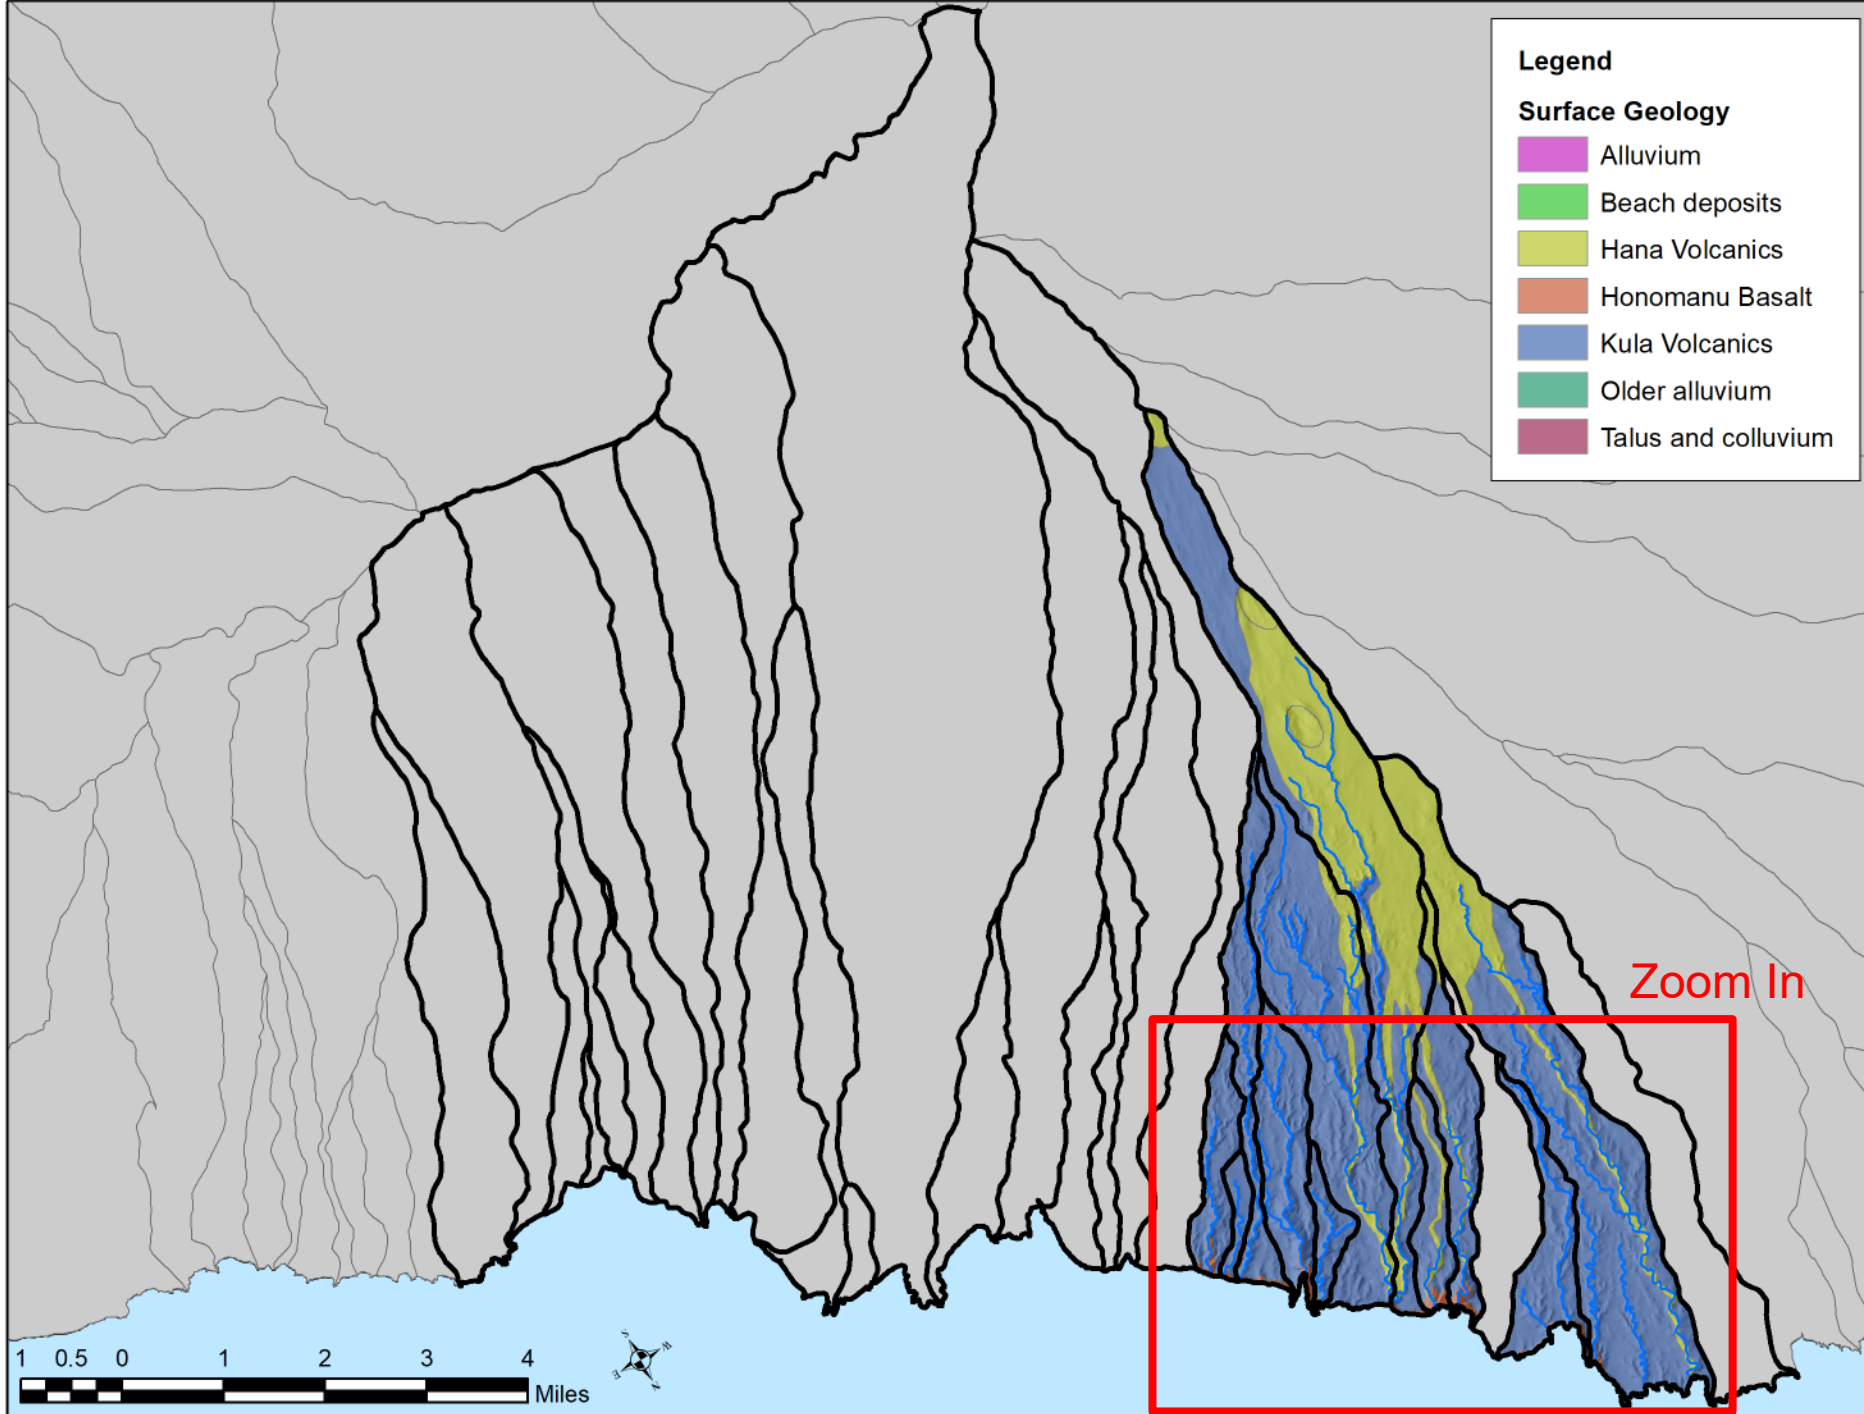 Legend
Surface Geology
Alluvium
Beach deposits
Hana Volcanics
Honomanu Basalt
Kula Volcanics
Older alluvium
Talus and colluvium
Zoom In
1 0.5 0 1 2 3 4
Miles
S
W
E
N